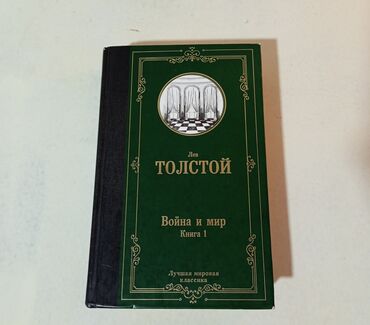 Лев
ТОЛСТОЙ
Война и мир
Книга 1
Лучшая мировая
классика